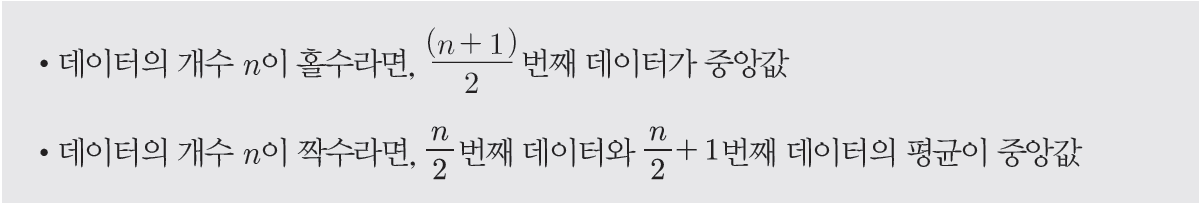 • 데이터의 개수 n이 홀수라면, (n+1)/2 번째 데이터가 중앙값
• 데이터의 개수 n이 짝수라면, n/2 번째 데이터와 n/2+1번째 데이터의 평균이 중앙값